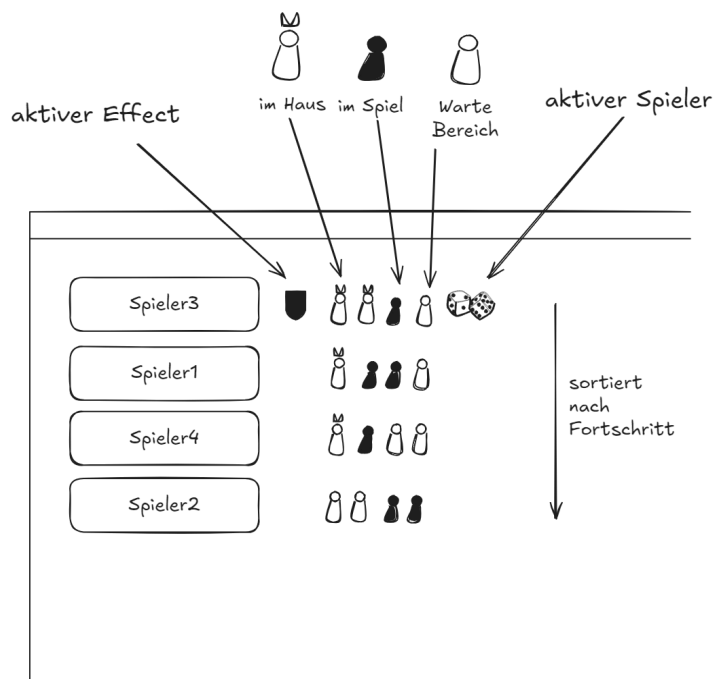 aktiver Effect
im Haus
im Spiel
Warte
Bereich
aktiver Spieler
Spieler3
Spieler1
Spieler4
Spieler2
sortiert
nach
Fortschritt